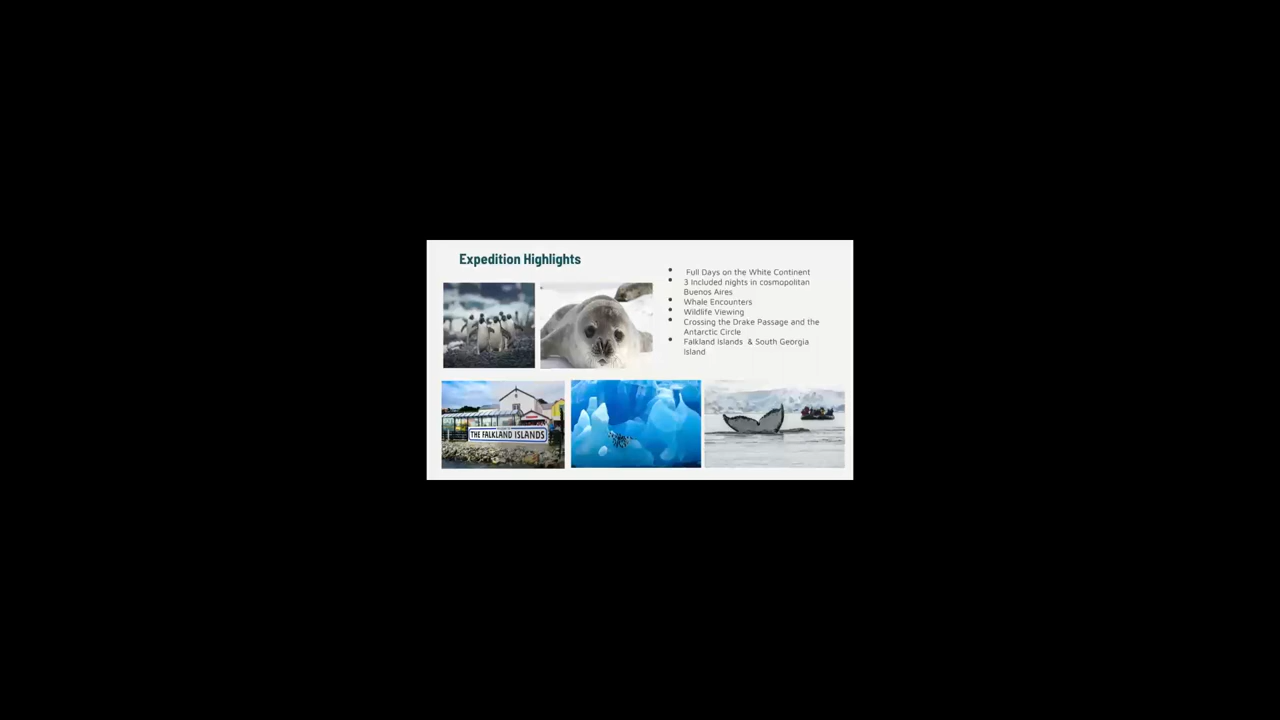 Expedition Highlights
• Full Days on the White Continent
• 3 Included nights in cosmopolitan
Buenos Aires
• Whale Encounters
• Wildlife Viewing
• Crossing the Drake Passage and the
Antarctic Circle
• Falkland Islands & South Georgia
Island
THE FALKLAND ISLANDS